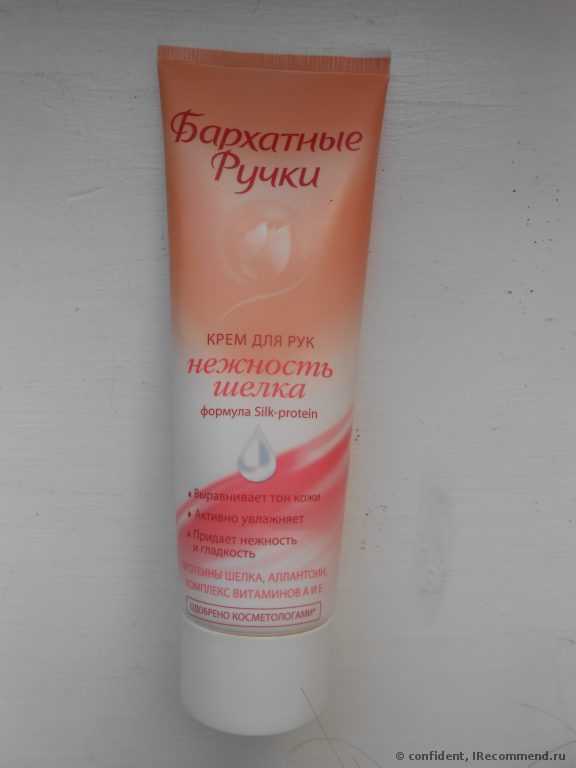 Бархатные
Ручки
КРЕМ ДЛЯ РУК
нежность
шелка
формула Silk-protein
• Выравнивает тон кожи
• Активно увлажняет
• Придает нежность
и гладкость
ПРОТЕИНЫ ШЕЛКА, АЛЛАНТОИН,
КОМПЛЕКС ВИТАМИНОВ А И Е
ОДОБРЕНО КОСМЕТОЛОГАМИ*
© confident, IRecommend.ru